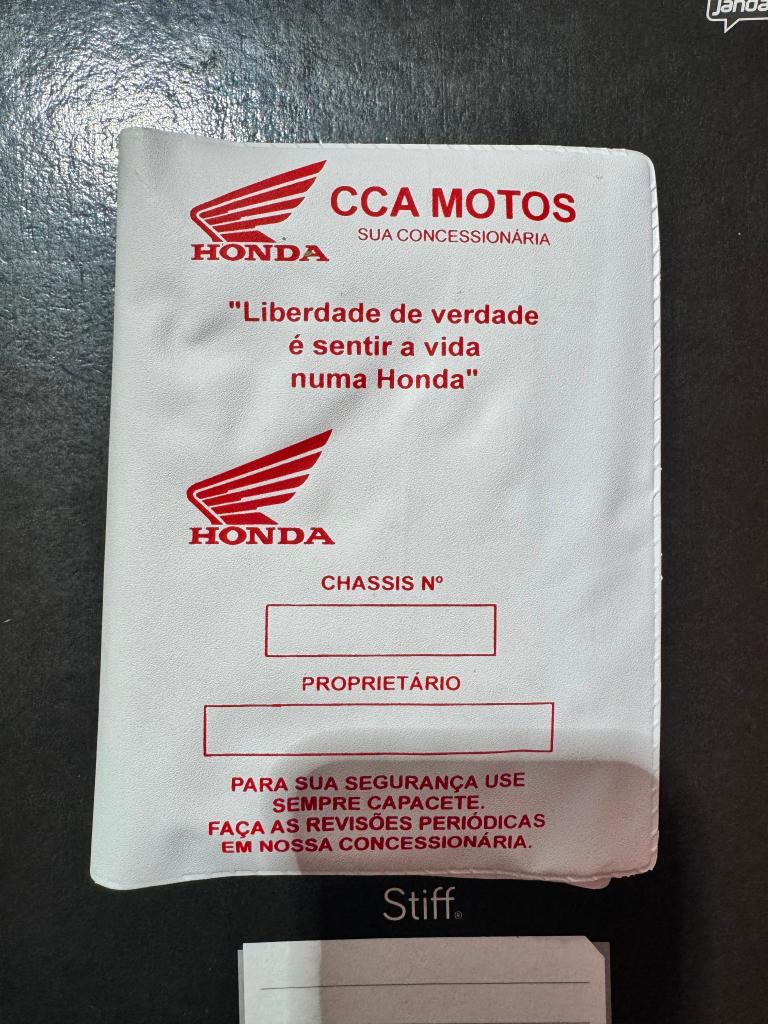 Janda
HONDA
CCA MOTOS
SUA CONCESSIONÁRIA
"Liberdade de verdade
é sentir a vida
numa Honda"
HONDA
CHASSIS Nº
PROPRIETÁRIO
PARA SUA SEGURANÇA USE
SEMPRE CAPACETE.
FAÇA AS REVISÕES PERIÓDICAS
EM NOSSA CONCESSIONÁRIA.
Stiff®